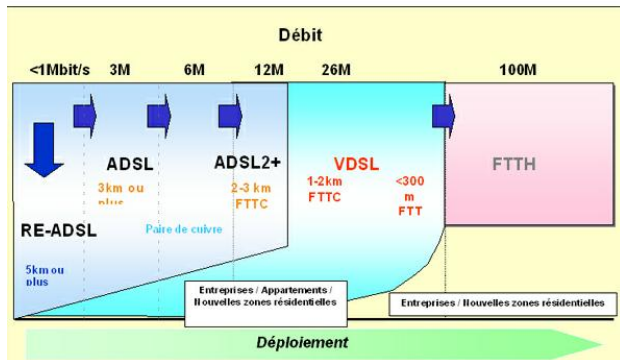 Débit
<1Mbit/s 3M 6M 12M 26M 100M
ADSL ADSL2+ VDSL FTTH
3km ou
plus
2-3 km
FTTC
1-2km
FTTC
<300
m
FTT
RE-ADSL
Paire de cuivre
5km ou
plus
Entreprises / Appartements /
Nouvelles zones résidentielles
Entreprises / Nouvelles zones résidentielles
Déploiement